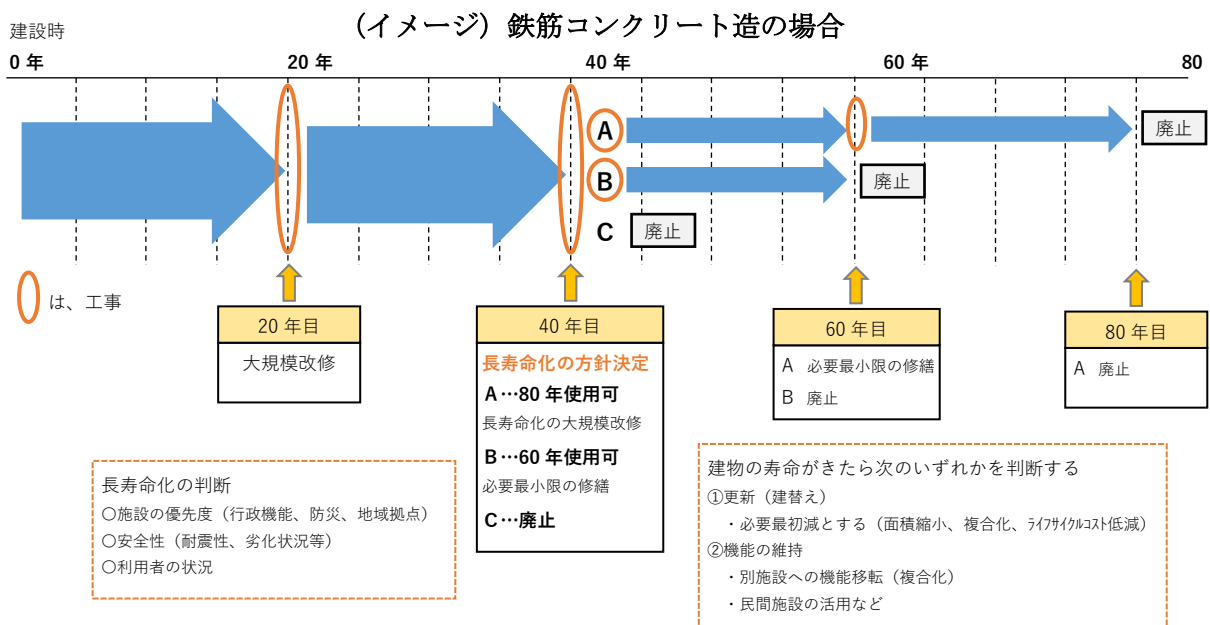 （イメージ）鉄筋コンクリート造の場合
建設時
0 年 20 年 40 年 60 年 80
A
B
C
廃止
廃止
廃止
は、工事
20 年目
大規模改修
40 年目
長寿命化の方針決定
A…80 年使用可
長寿命化の大規模改修
B…60 年使用可
必要最小限の修繕
C…廃止
60 年目
A 必要最小限の修繕
B 廃止
80 年目
A 廃止
長寿命化の判断
〇施設の優先度（行政機能、防災、地域拠点）
〇安全性（耐震性、劣化状況等）
〇利用者の状況
建物の寿命がきたら次のいずれかを判断する
①更新（建替え）
・必要最初減とする（面積縮小、複合化、ﾗｲﾌｻｲｸﾙｺｽﾄ低減）
②機能の維持
・別施設への機能移転（複合化）
・民間施設の活用など